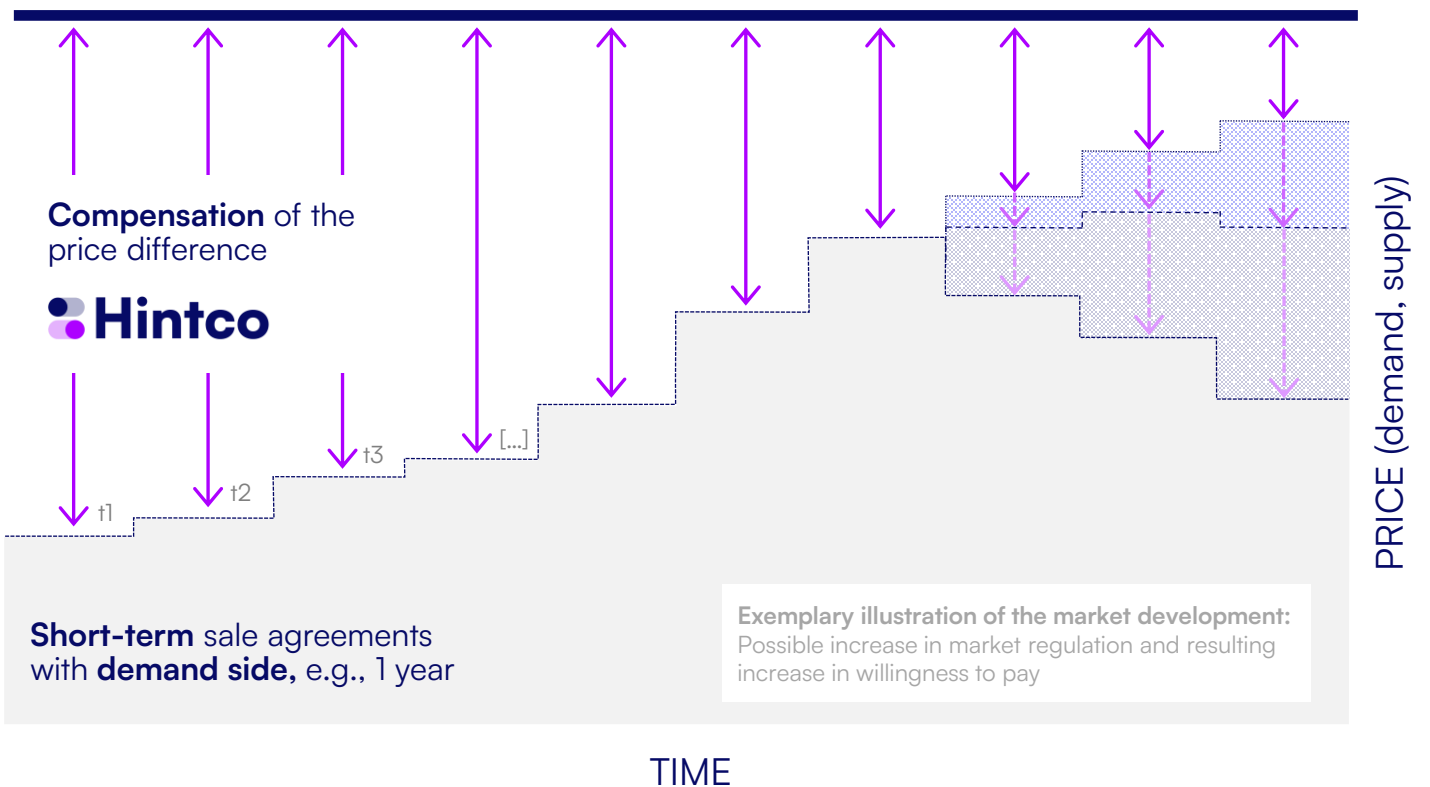 Compensation of the
price difference
Hintco
t1
t2
t3
[...]
PRICE (demand, supply)
Short-term sale agreements
with demand side, e.g., 1 year
Exemplary illustration of the market development:
Possible increase in market regulation and resulting
increase in willingness to pay
TIME